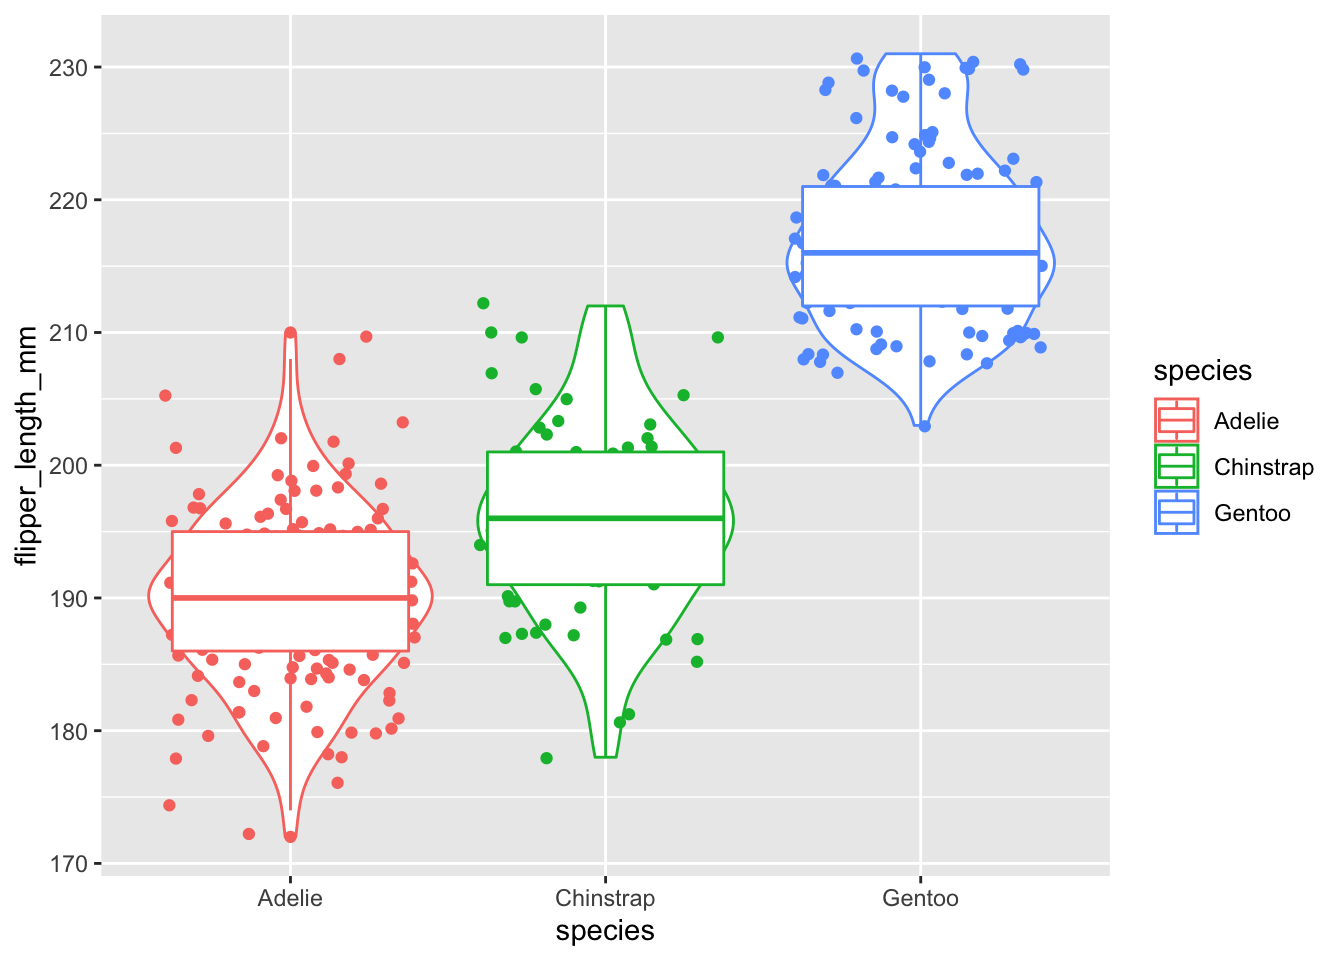 230
220
210
200
190
180
170
flipper_length_mm
Adelie
Chinstrap
Gentoo
species
species
Adelie
Chinstrap
Gentoo